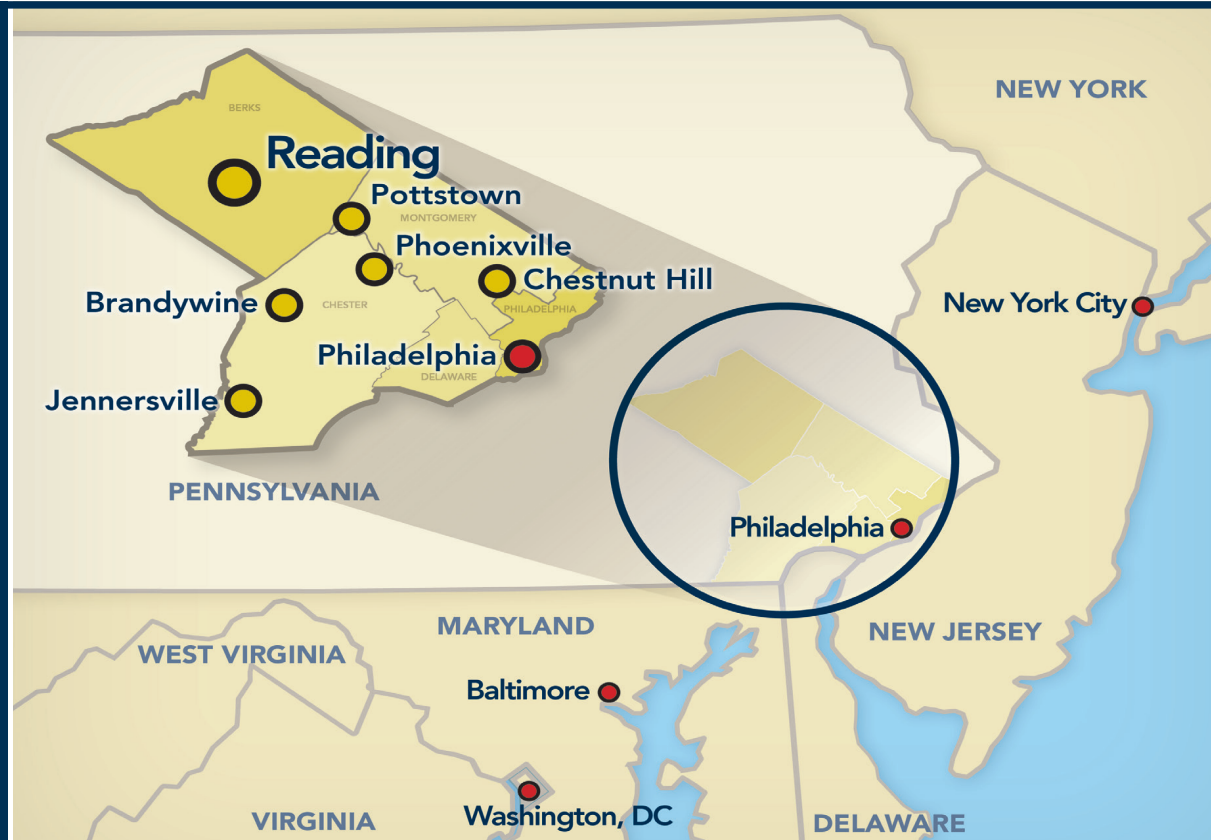 NEW YORK
BERKS
Reading
Pottstown
MONTGOMERY
Phoenixville
Chestnut Hill
Brandywine
CHESTER
PHILADELPHIA
New York City
Philadelphia
DELAWARE
Jennersville
PENNSYLVANIA
Philadelphia
MARYLAND
NEW JERSEY
WEST VIRGINIA
Baltimore
Washington, DC
VIRGINIA
DELAWARE